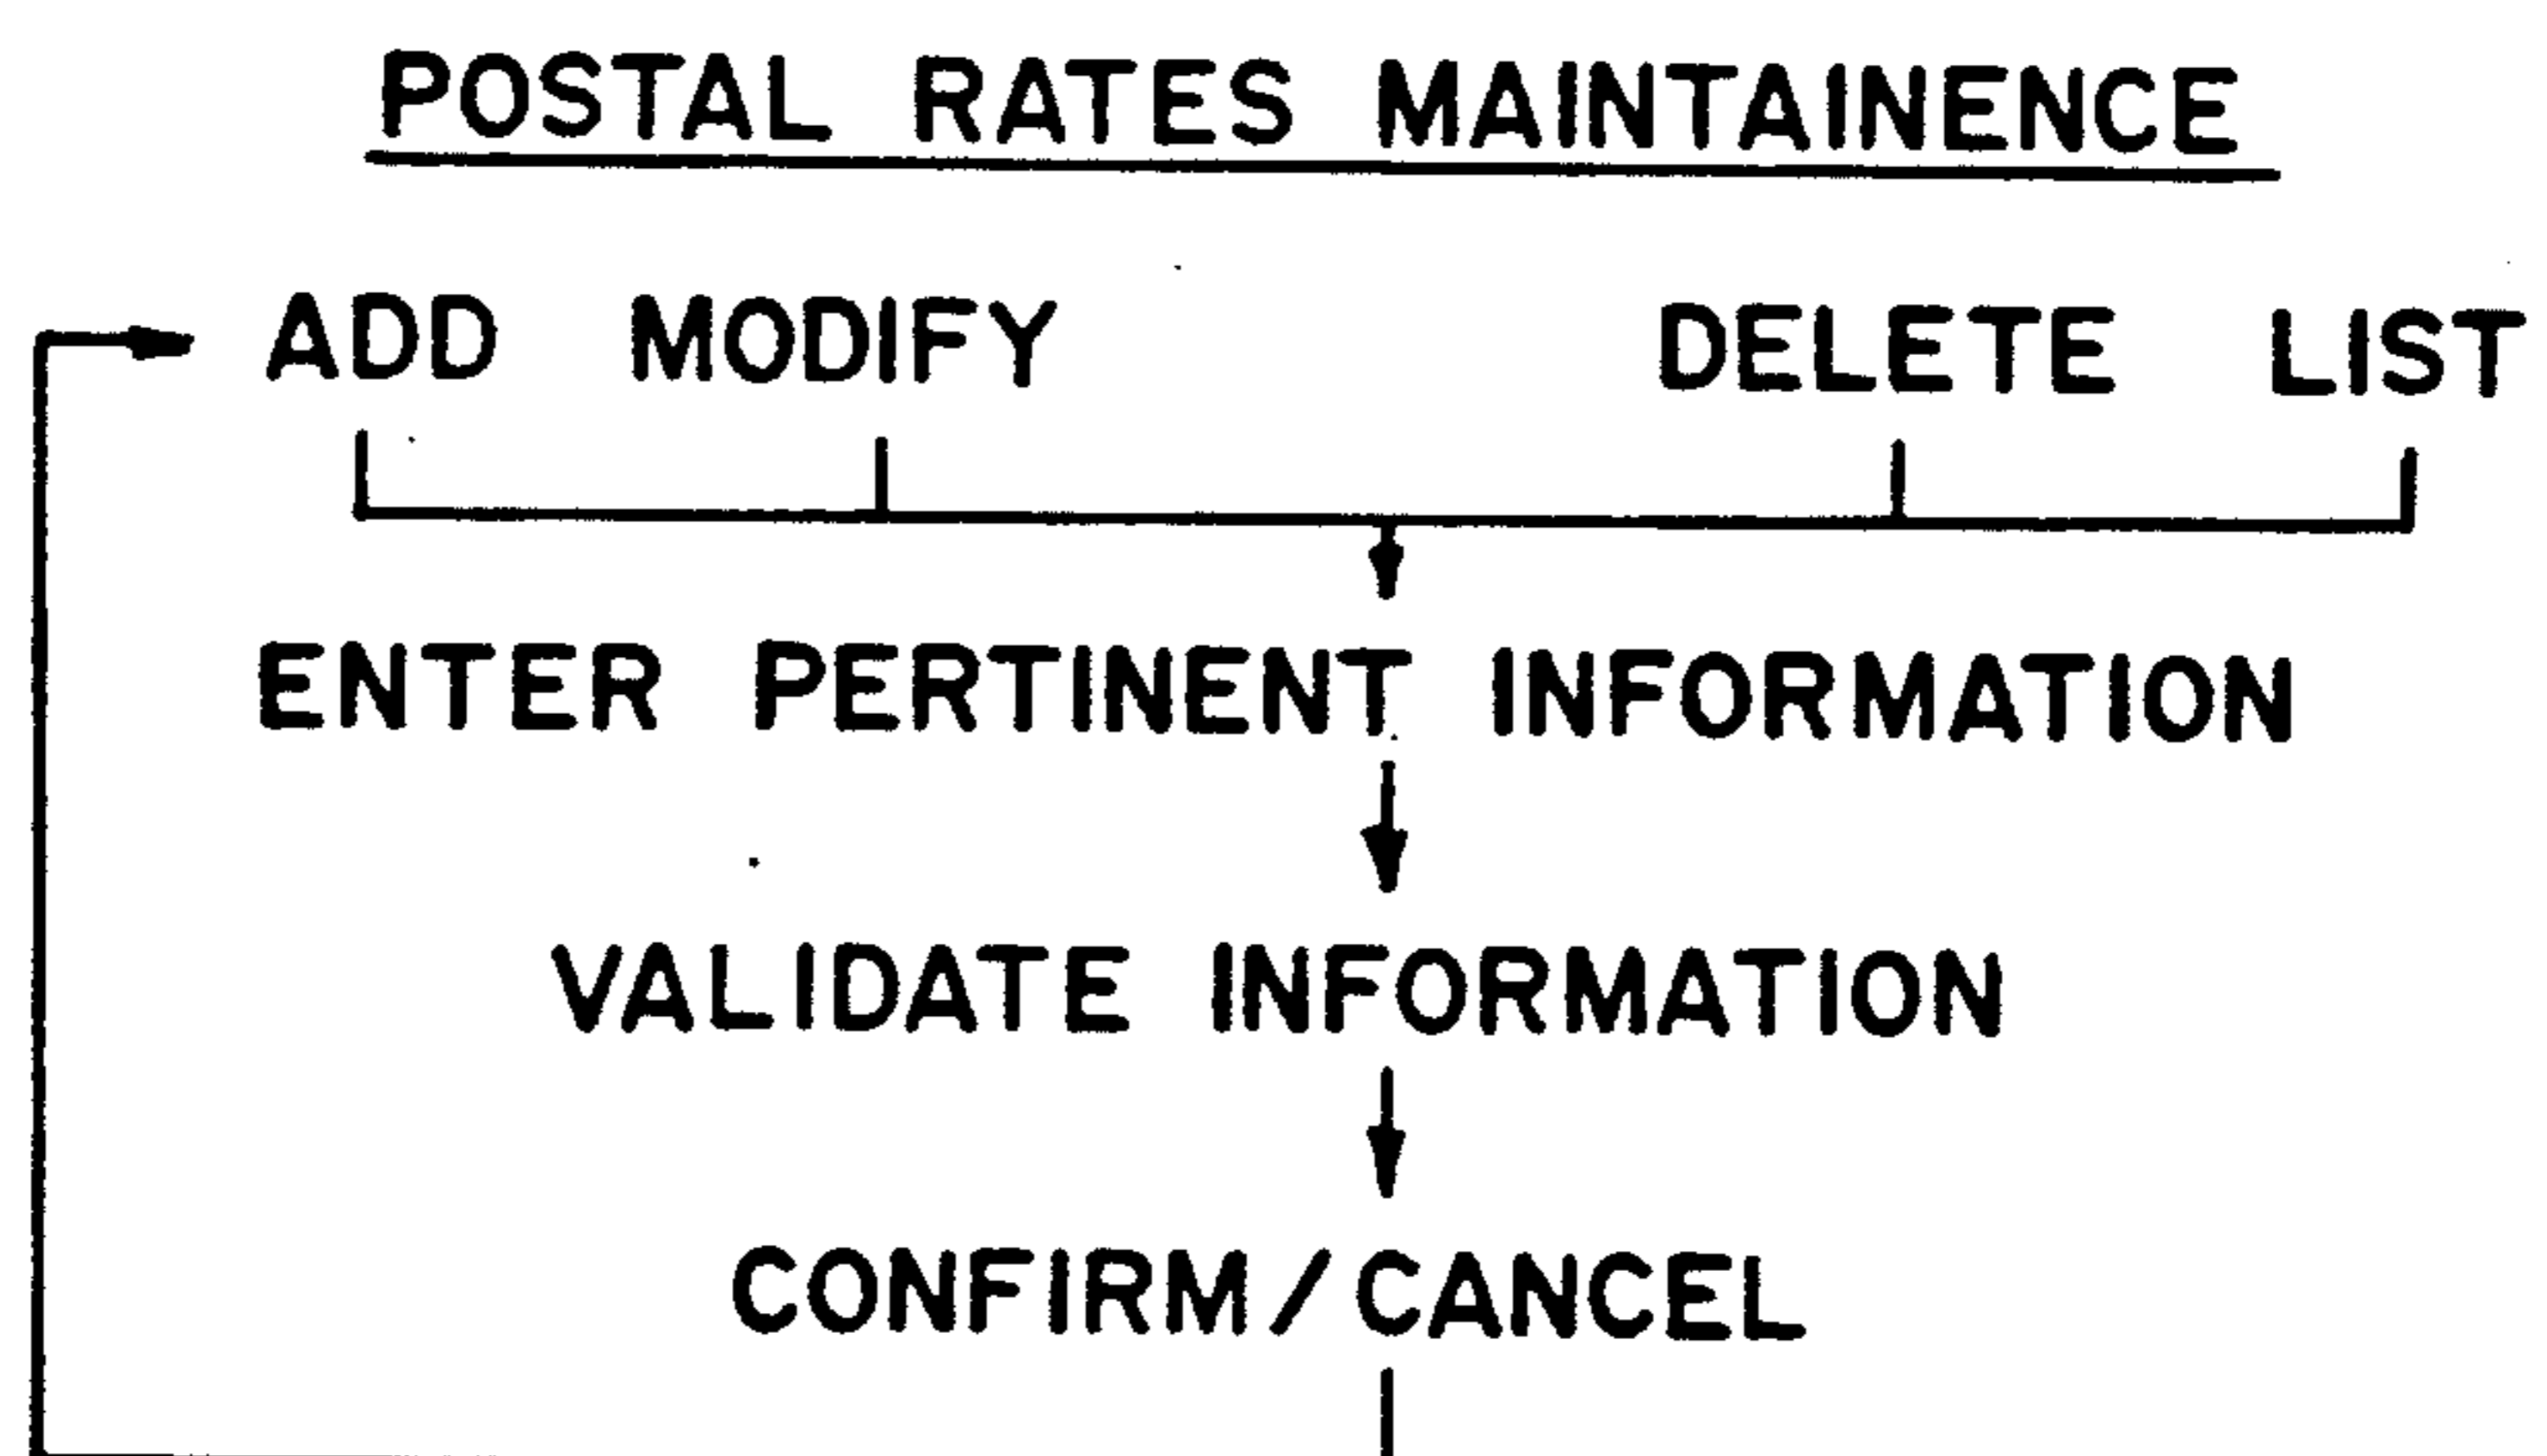 POSTAL RATES MAINTAINENCE
ADD MODIFY DELETE LIST
ENTER PERTINENT INFORMATION
VALIDATE INFORMATION
CONFIRM/CANCEL